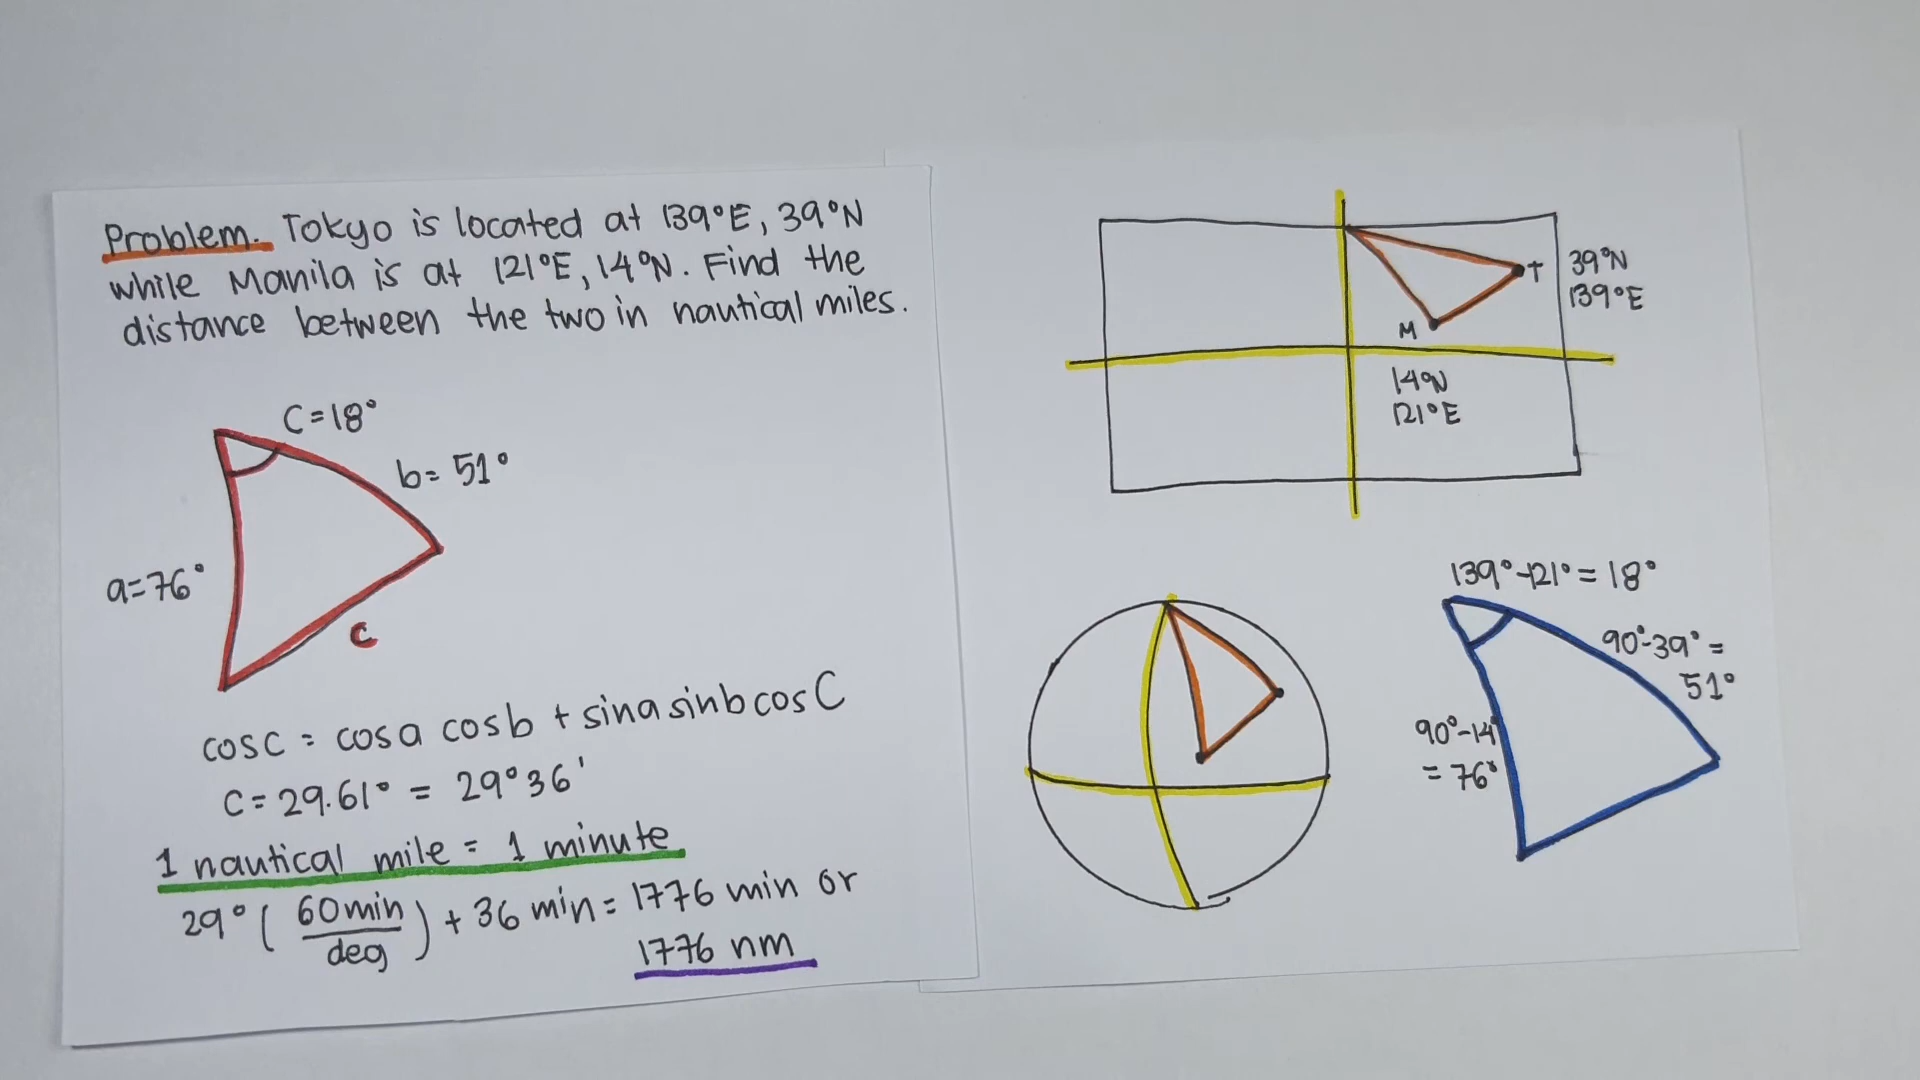 Problem. Tokyo is located at 139°E, 39°N
while Manila is at 121°E, 14°N. Find the
distance between the two in nautical miles.
C=18°
b= 51°
a=76°
c
cosc = cosa cosb + sina sinb cosC
c= 29.61° = 29°36'
1 nautical mile = 1 minute
29° (60min/deg) + 36 min = 1776 min or
1776 nm
T
39°N
139°E
M
14°N
121°E
139°-121° = 18°
90°-39° =
51°
90°-14°
= 76°